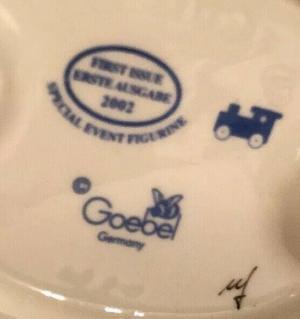 FIRST ISSUE
ERSTE AUSGABE
2002
SPECIAL EVENT FIGURINE
©
Goebel
Germany